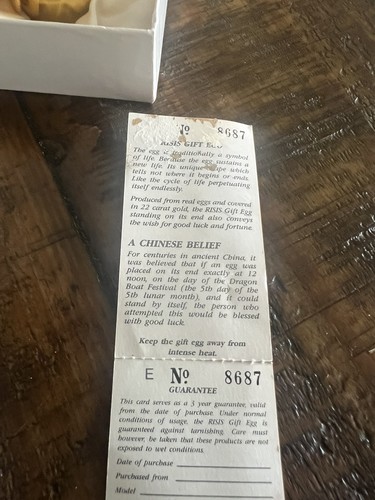 No 8687
RISIS GIFT EGG
The egg is traditionally a symbol
of life. Because the egg sustains a
new life. Its unique shape which
tells not where it begins or ends.
Like the cycle of life perpetuating
itself endlessly.
Produced from real eggs and covered
in 22 carat gold, the RISIS Gift Egg
standing on its end also conveys
the wish for good luck and fortune.
A CHINESE BELIEF
For centuries in ancient China, it
was believed that if an egg was
placed on its end exactly at 12
noon, on the day of the Dragon
Boat Festival (the 5th day of the
5th lunar month), and it could
stand by itself, the person who
attempted this would be blessed
with good luck.
Keep the gift egg away from
intense heat.
E No 8687
GUARANTEE
This card serves as a 3 year guarantee, valid
from the date of purchase. Under normal
conditions of usage, the RISIS Gift Egg is
guaranteed against tarnishing. Care must
however, be taken that these products are not
exposed to wet conditions.
Date of purchase
Purchased from
Model